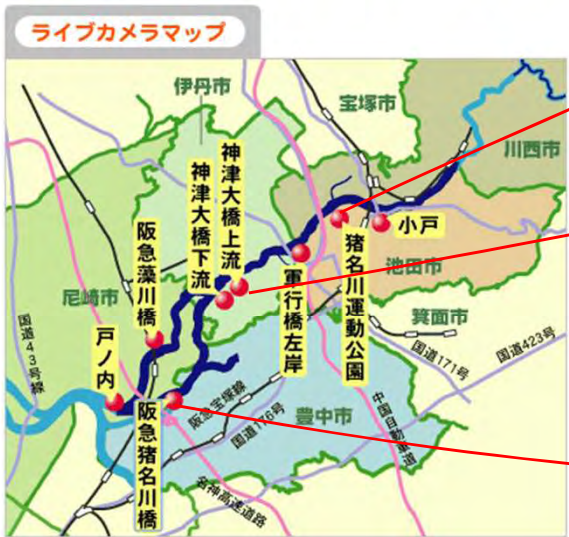 ライブカメラマップ
伊丹市
宝塚市
川西市
神津大橋上流
神津大橋下流
小戸
阪急藻川橋
猪名川運動公園
軍行橋左岸
池田市
尼崎市
箕面市
国道43号線
戸ノ内
国道171号
国道423号
阪急猪名川橋
阪急宝塚線
国道176号
豊中市
中国自動車道
名神高速道路